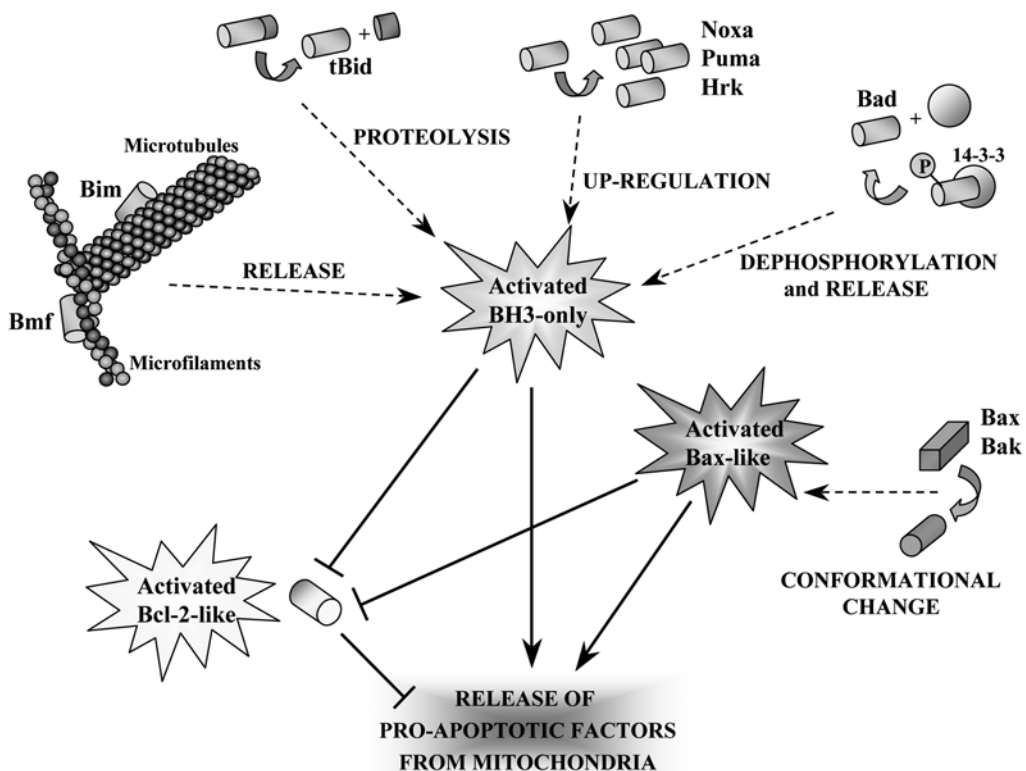 tBid
+
Noxa
Puma
Hrk
Bad
+
P
14-3-3
PROTEOLYSIS
UP-REGULATION
DEPHOSPHORYLATION
and RELEASE
Microtubules
Bim
Bmf
Microfilaments
RELEASE
Activated
BH3-only
Activated
Bax-like
Bax
Bak
CONFORMATIONAL
CHANGE
Activated
Bcl-2-like
RELEASE OF
PRO-APOPTOTIC FACTORS
FROM MITOCHONDRIA